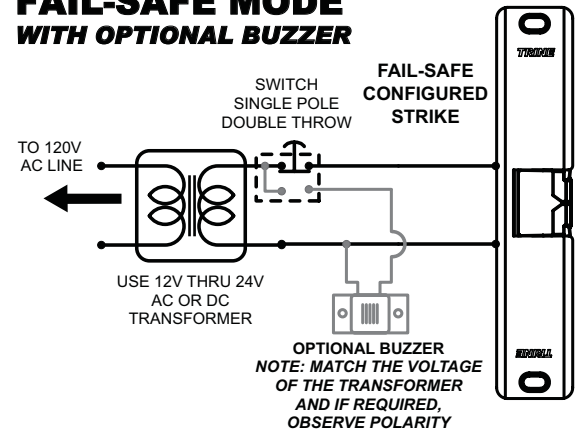 FAIL-SAFE MODE
WITH OPTIONAL BUZZER
SWITCH
SINGLE POLE
DOUBLE THROW
FAIL-SAFE
CONFIGURED
STRIKE
TRINE
TO 120V
AC LINE
USE 12V THRU 24V
AC OR DC
TRANSFORMER
OPTIONAL BUZZER
NOTE: MATCH THE VOLTAGE
OF THE TRANSFORMER
AND IF REQUIRED,
OBSERVE POLARITY
TRINE